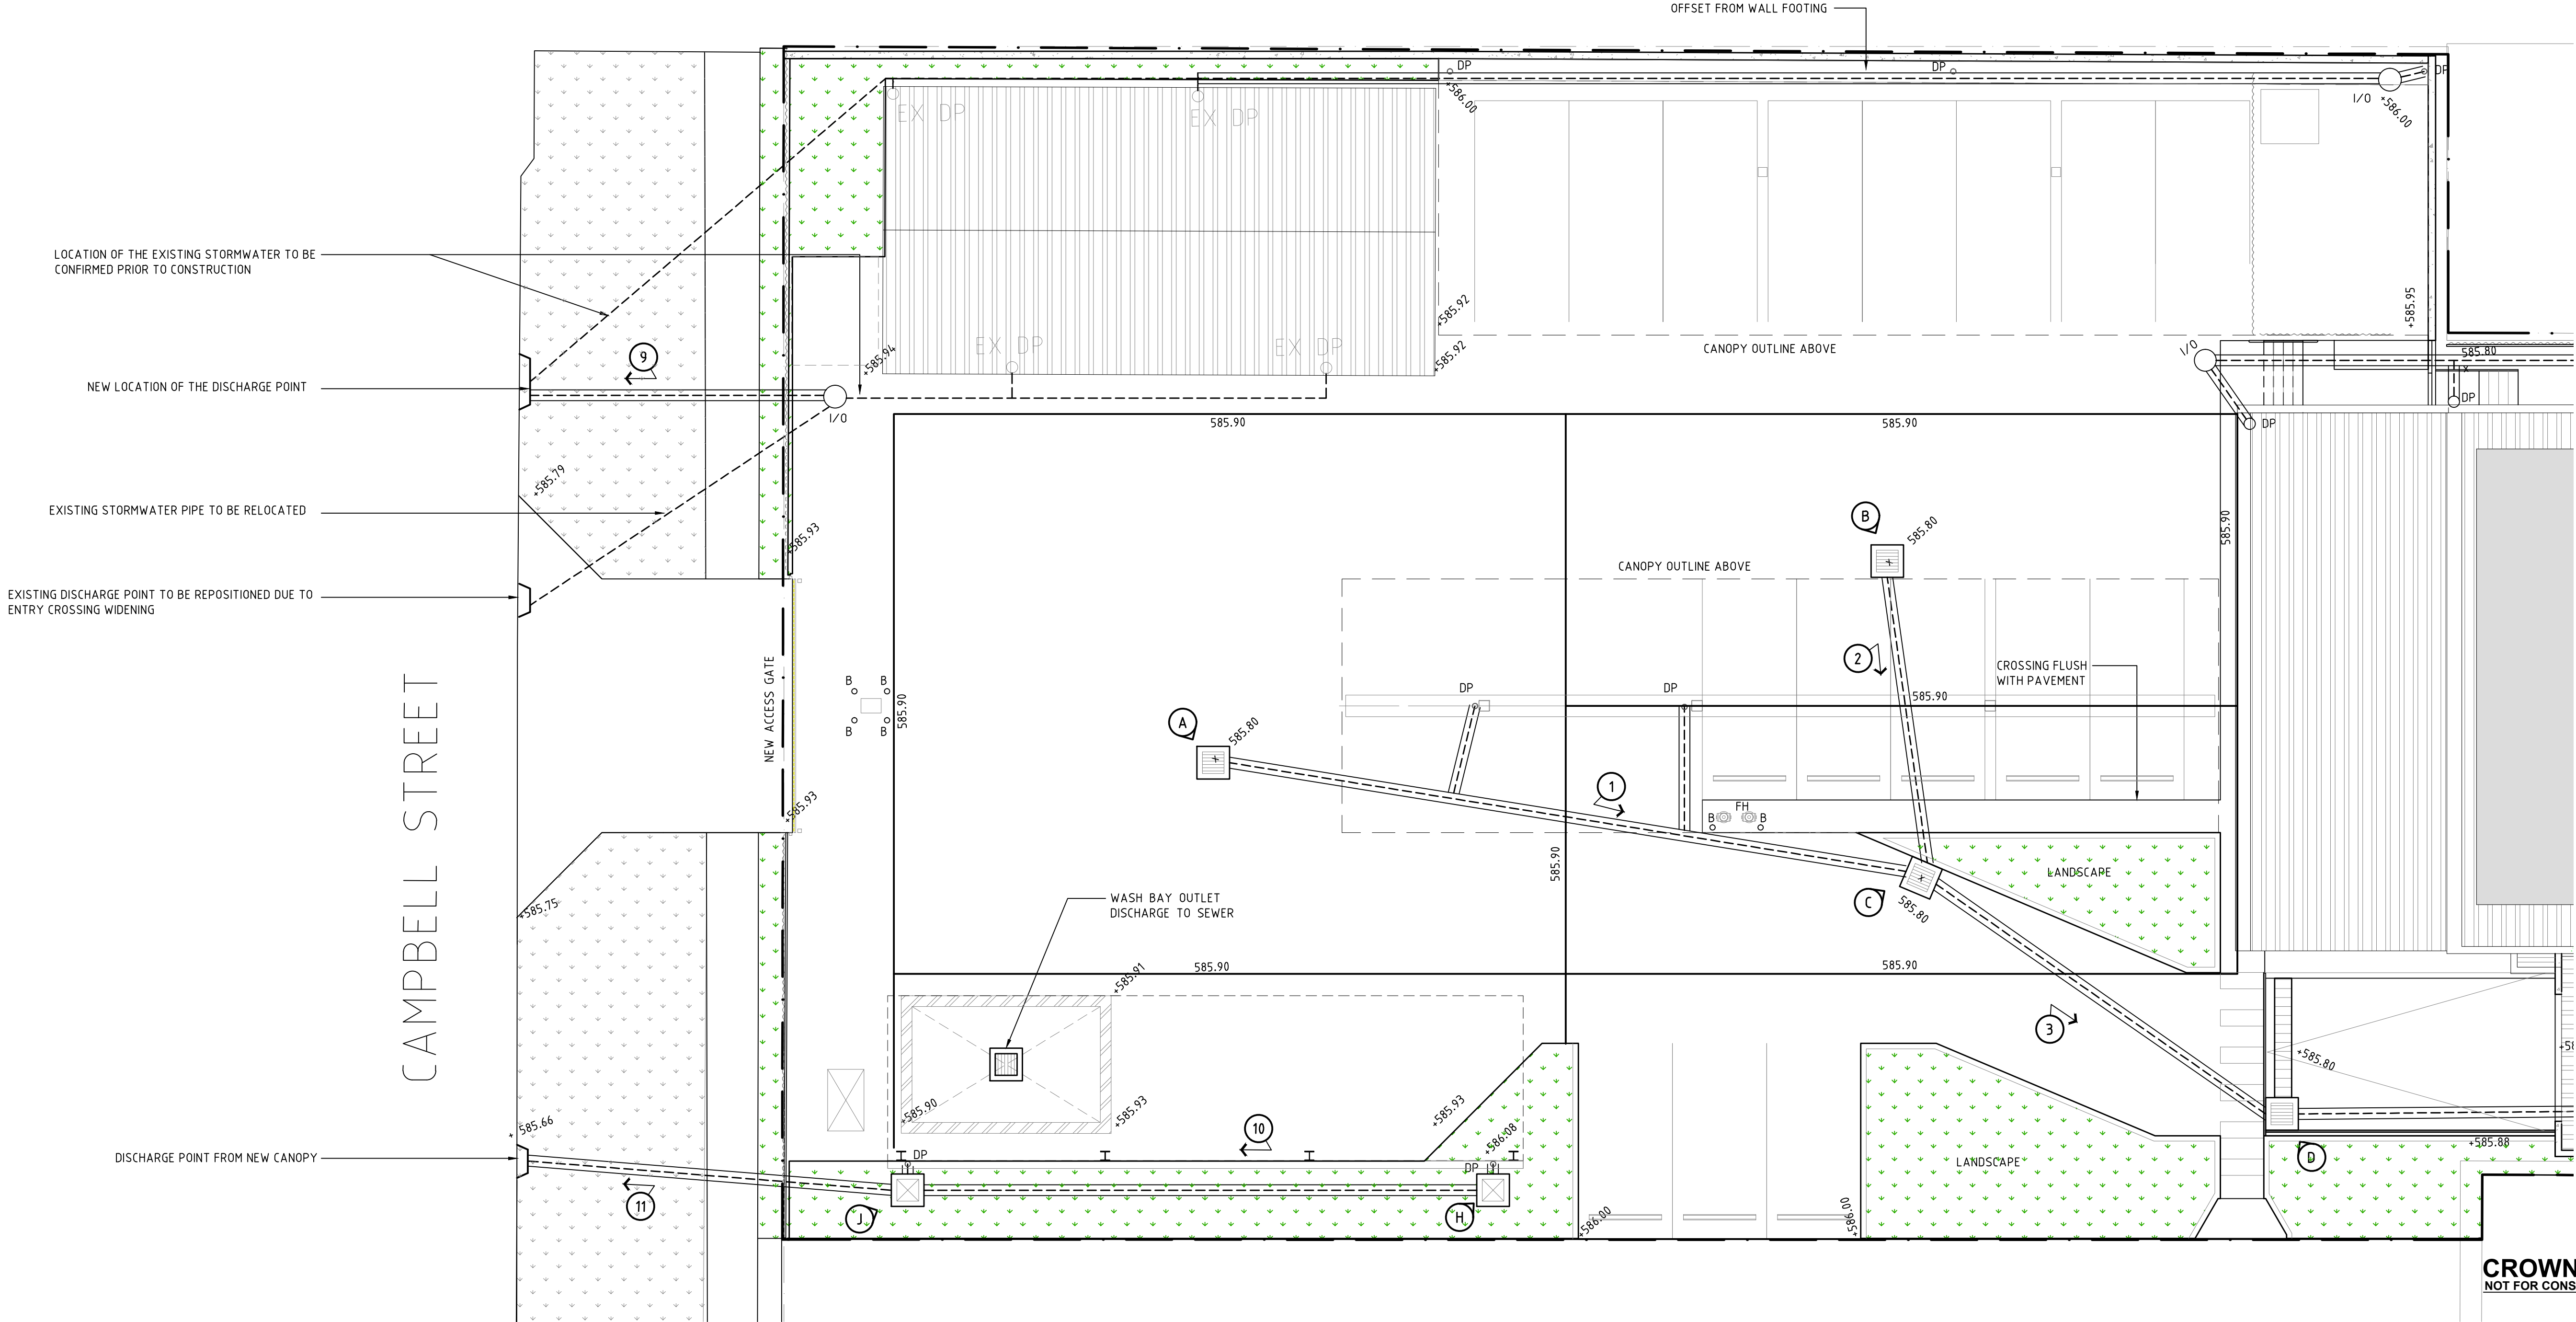 OFFSET FROM WALL FOOTING
DP
DP
DP
I/O
+586.00
+586.00
EX DP
EX DP
LOCATION OF THE EXISTING STORMWATER TO BE
CONFIRMED PRIOR TO CONSTRUCTION
+585.92
+585.95
EX DP
EX DP
+585.94
+585.92
CANOPY OUTLINE ABOVE
I/O
585.80
x
9
NEW LOCATION OF THE DISCHARGE POINT
I/O
DP
DP
585.90
585.90
+585.79
EXISTING STORMWATER PIPE TO BE RELOCATED
+585.93
B
585.80
585.90
CANOPY OUTLINE ABOVE
EXISTING DISCHARGE POINT TO BE REPOSITIONED DUE TO
ENTRY CROSSING WIDENING
2
CROSSING FLUSH
WITH PAVEMENT
CAMPBELL STREET
NEW ACCESS GATE
B B
B B
585.90
DP
DP
585.90
A
585.80
1
+585.93
FH
B
B
585.90
LANDSCAPE
WASH BAY OUTLET
DISCHARGE TO SEWER
C
585.80
+585.75
+585.91
585.90
585.90
3
+585.80
+58
+585.90
+585.93
+585.93
10
+586.08
+ 585.66
DISCHARGE POINT FROM NEW CANOPY
DP
DP
LANDSCAPE
+585.88
D
11
J
H
+586.00
+586.00
CROWN
NOT FOR CONS